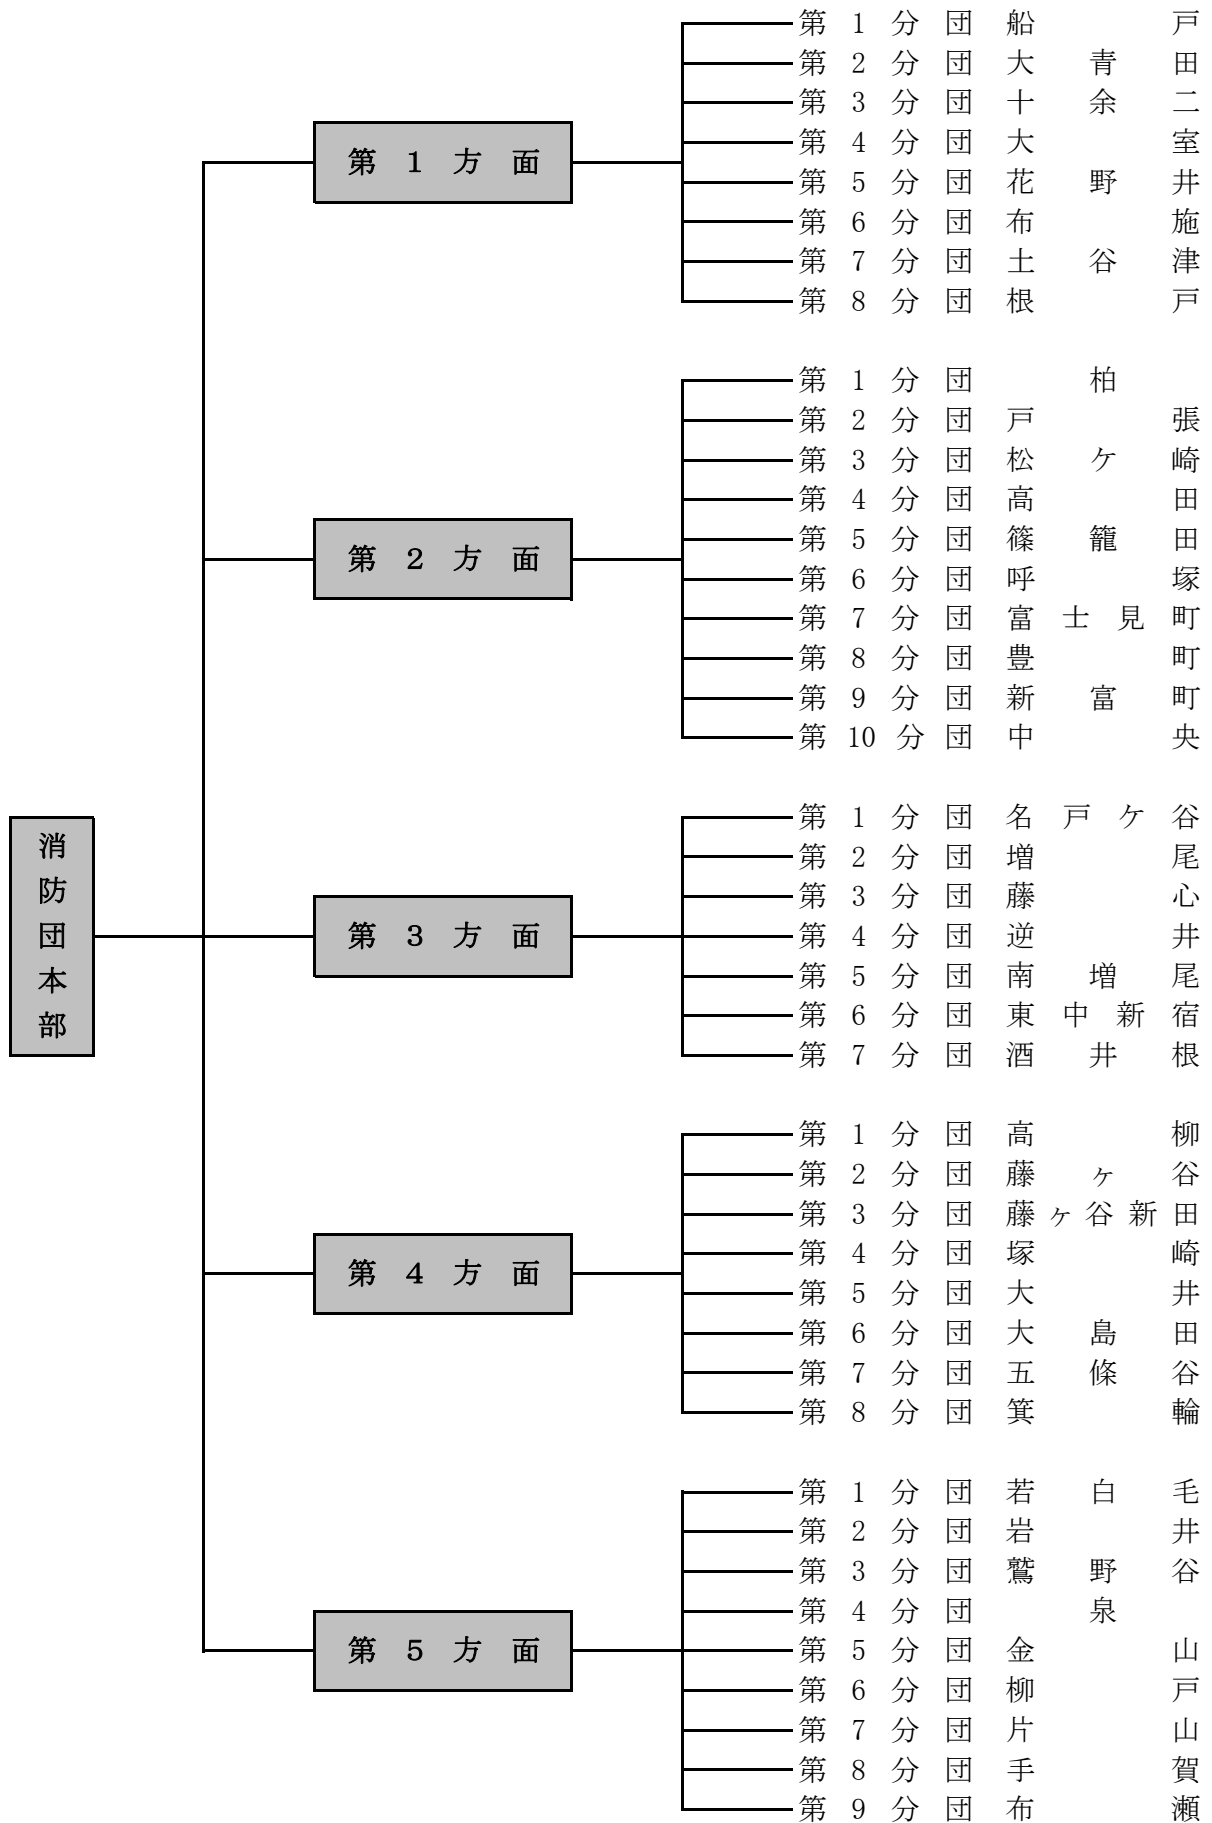 第1分団 船戸
第2分団 大青田
第3分団 十余二
第4分団 大室
第5分団 花野井
第6分団 布施
第7分団 土谷津
第8分団 根戸
第1方面
第1分団 柏
第2分団 戸張
第3分団 松ケ崎
第4分団 高田
第5分団 篠籠田
第6分団 呼塚
第7分団 富士見町
第8分団 豊町
第9分団 新富町
第10分団 中央
第2方面
消防団本部
第1分団 名戸ケ谷
第2分団 増尾
第3分団 藤心
第4分団 逆井
第5分団 南増尾
第6分団 東中新宿
第7分団 酒井根
第3方面
第1分団 高柳
第2分団 藤ヶ谷
第3分団 藤ヶ谷新田
第4分団 塚崎
第5分団 大井
第6分団 大島田
第7分団 五條谷
第8分団 箕輪
第4方面
第1分団 若白毛
第2分団 岩井
第3分団 鷲野谷
第4分団 泉
第5分団 金山
第6分団 柳戸
第7分団 片山
第8分団 手賀
第9分団 布瀬
第5方面